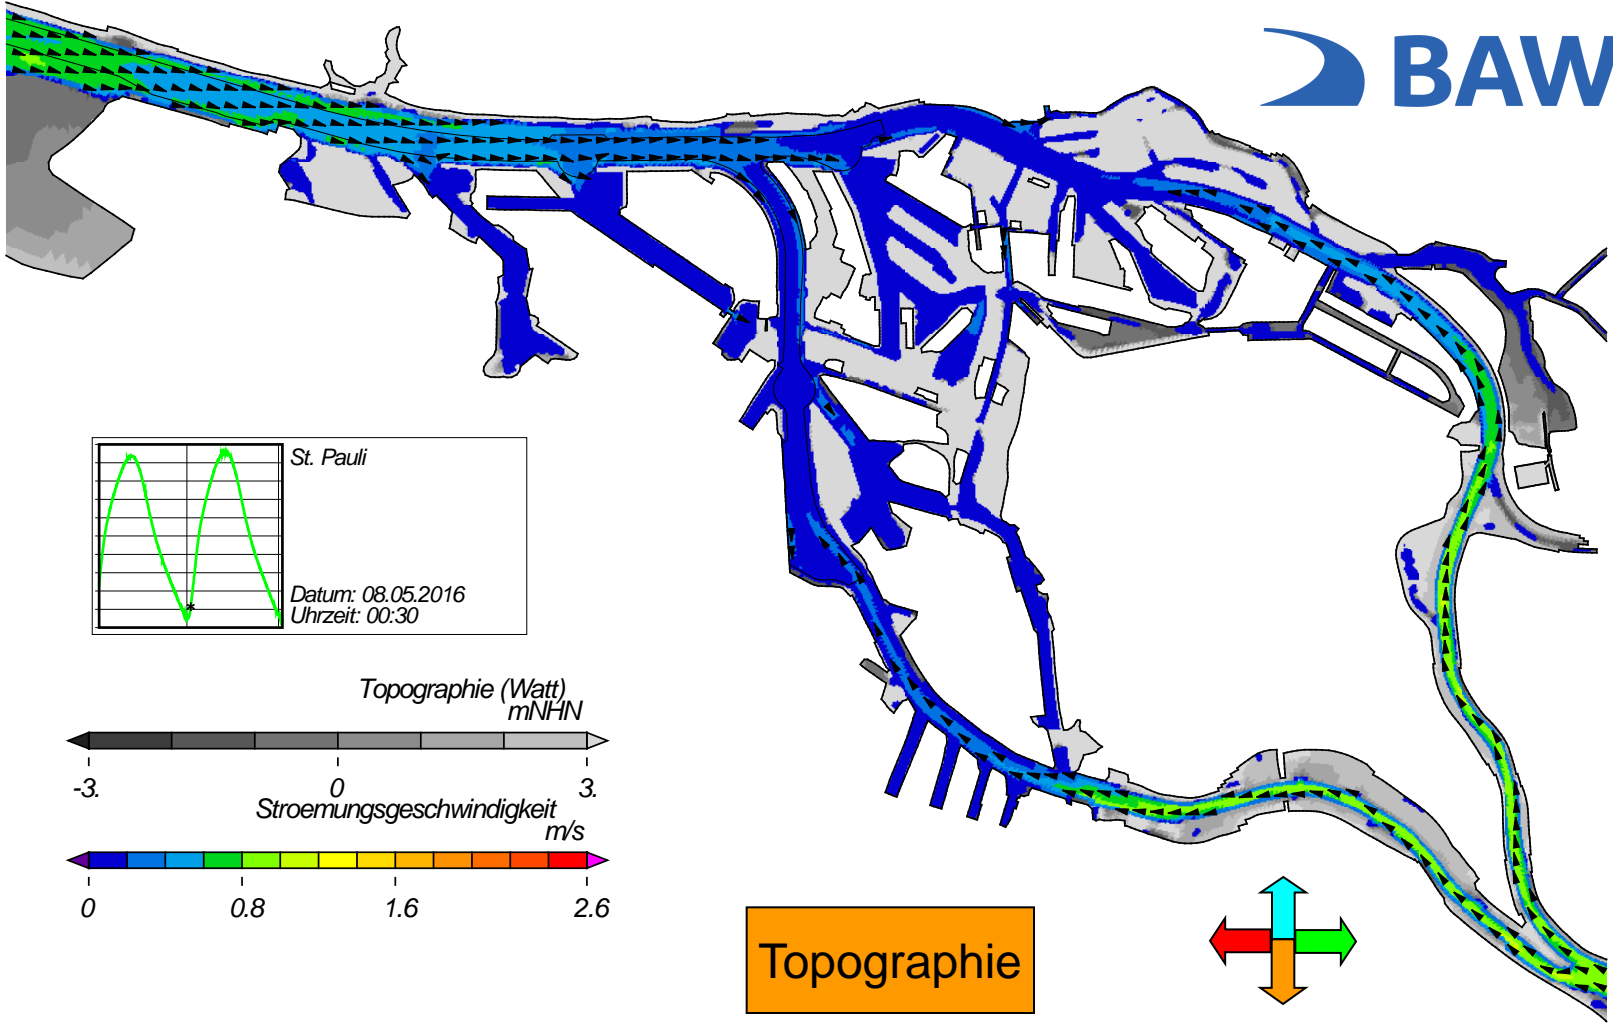 BAW
St. Pauli
Datum: 08.05.2016
Uhrzeit: 00:30
Topographie (Watt)
mNHN
-3. 0 3.
Stroemungsgeschwindigkeit
m/s
0 0.8 1.6 2.6
Topographie